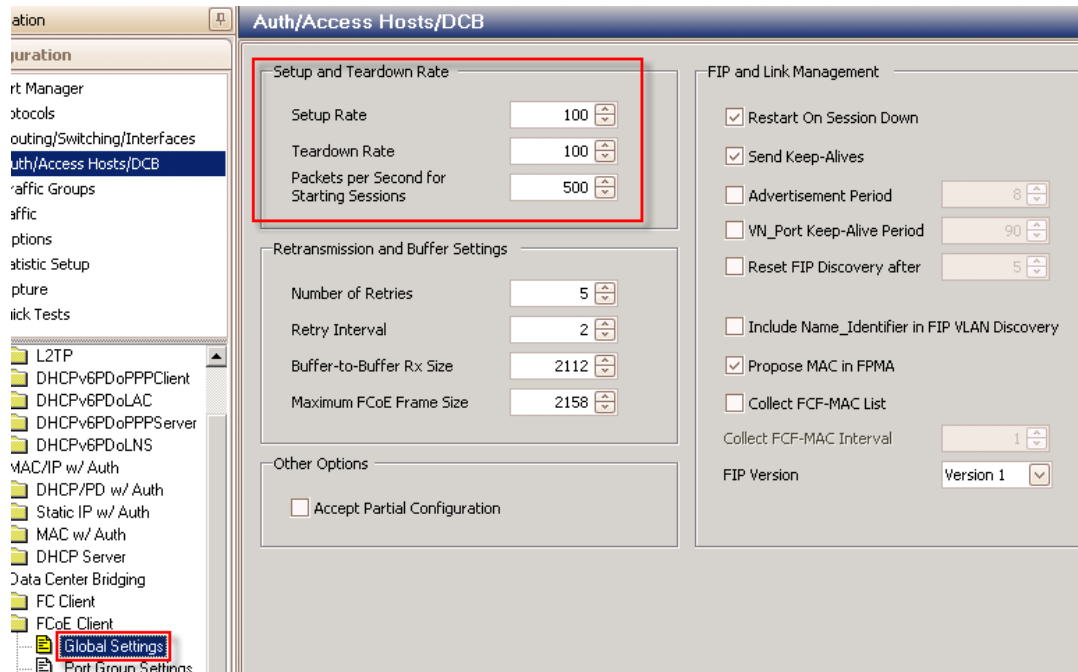 ation
Auth/Access Hosts/DCB
uration
rt Manager
otocols
outing/Switching/Interfaces
uth/Access Hosts/DCB
raffic Groups
affic
ptions
atistic Setup
pture
uick Tests
L2TP
DHCPv6PDoPPPClient
DHCPv6PDoLAC
DHCPv6PDoPPPServer
DHCPv6PDoLNS
MAC/IP w/ Auth
DHCP/PD w/ Auth
Static IP w/ Auth
MAC w/ Auth
DHCP Server
Data Center Bridging
FC Client
FCoE Client
Global Settings
Port Group Settings
Setup and Teardown Rate
Setup Rate 100
Teardown Rate 100
Packets per Second for
Starting Sessions 500
Retransmission and Buffer Settings
Number of Retries 5
Retry Interval 2
Buffer-to-Buffer Rx Size 2112
Maximum FCoE Frame Size 2158
Other Options
Accept Partial Configuration
FIP and Link Management
Restart On Session Down
Send Keep-Alives
Advertisement Period 8
VN_Port Keep-Alive Period 90
Reset FIP Discovery after 5
Include Name_Identifier in FIP VLAN Discovery
Propose MAC in FPMA
Collect FCF-MAC List
Collect FCF-MAC Interval 1
FIP Version Version 1